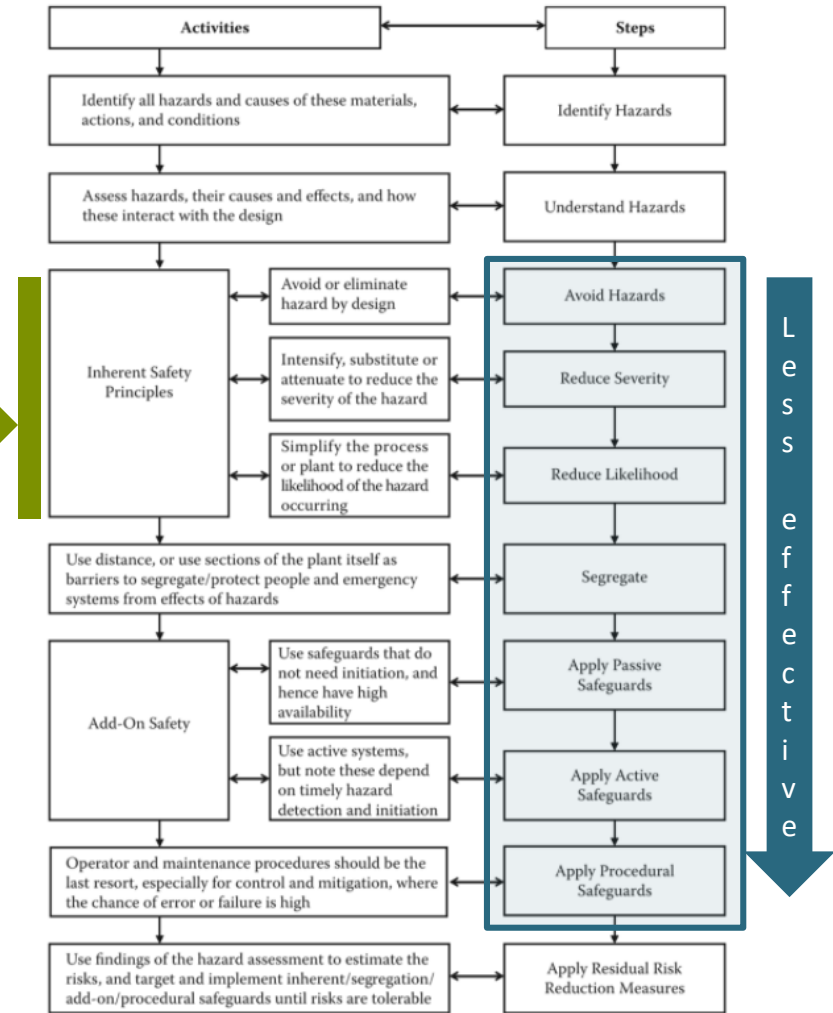 Activities
Steps
Identify all hazards and causes of these materials,
actions, and conditions
Identify Hazards
Assess hazards, their causes and effects, and how
these interact with the design
Understand Hazards
Inherent Safety
Principles
Avoid or eliminate
hazard by design
Avoid Hazards
Intensify, substitute or
attenuate to reduce the
severity of the hazard
Reduce Severity
Simplify the process
or plant to reduce the
likelihood of the hazard
occurring
Reduce Likelihood
Use distance, or use sections of the plant itself as
barriers to segregate/protect people and emergency
systems from effects of hazards
Segregate
Add-On Safety
Use safeguards that do
not need initiation, and
hence have high
availability
Apply Passive
Safeguards
Use active systems,
but note these depend
on timely hazard
detection and initiation
Apply Active
Safeguards
Operator and maintenance procedures should be the
last resort, especially for control and mitigation, where
the chance of error or failure is high
Apply Procedural
Safeguards
Use findings of the hazard assessment to estimate the
risks, and target and implement inherent/segregation/
add-on/procedural safeguards until risks are tolerable
Apply Residual Risk
Reduction Measures
Less effective